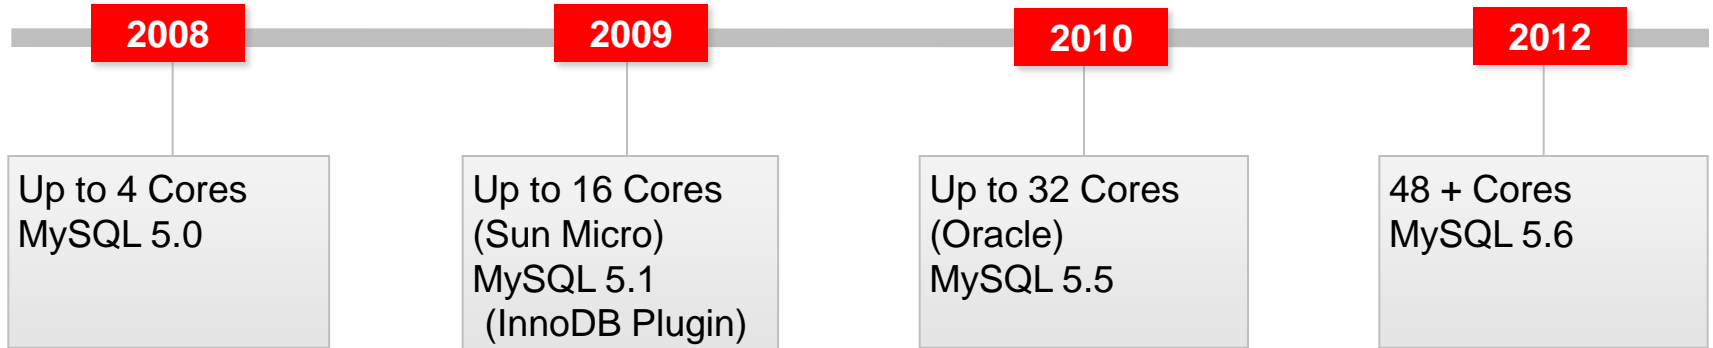 2008
2009
2010
2012
Up to 4 Cores
MySQL 5.0
Up to 16 Cores
(Sun Micro)
MySQL 5.1
(InnoDB Plugin)
Up to 32 Cores
(Oracle)
MySQL 5.5
48 + Cores
MySQL 5.6